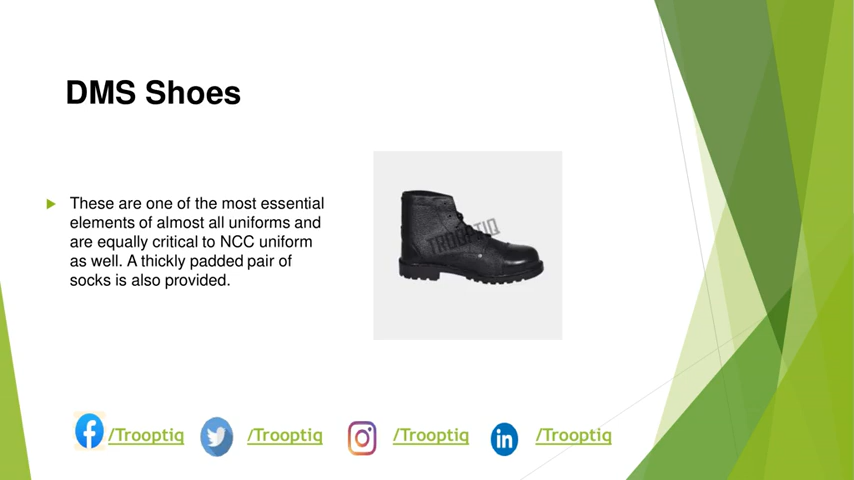 DMS Shoes
These are one of the most essential
elements of almost all uniforms and
are equally critical to NCC uniform
as well. A thickly padded pair of
socks is also provided.
TROOPTIQ
/Trooptiq /Trooptiq /Trooptiq /Trooptiq